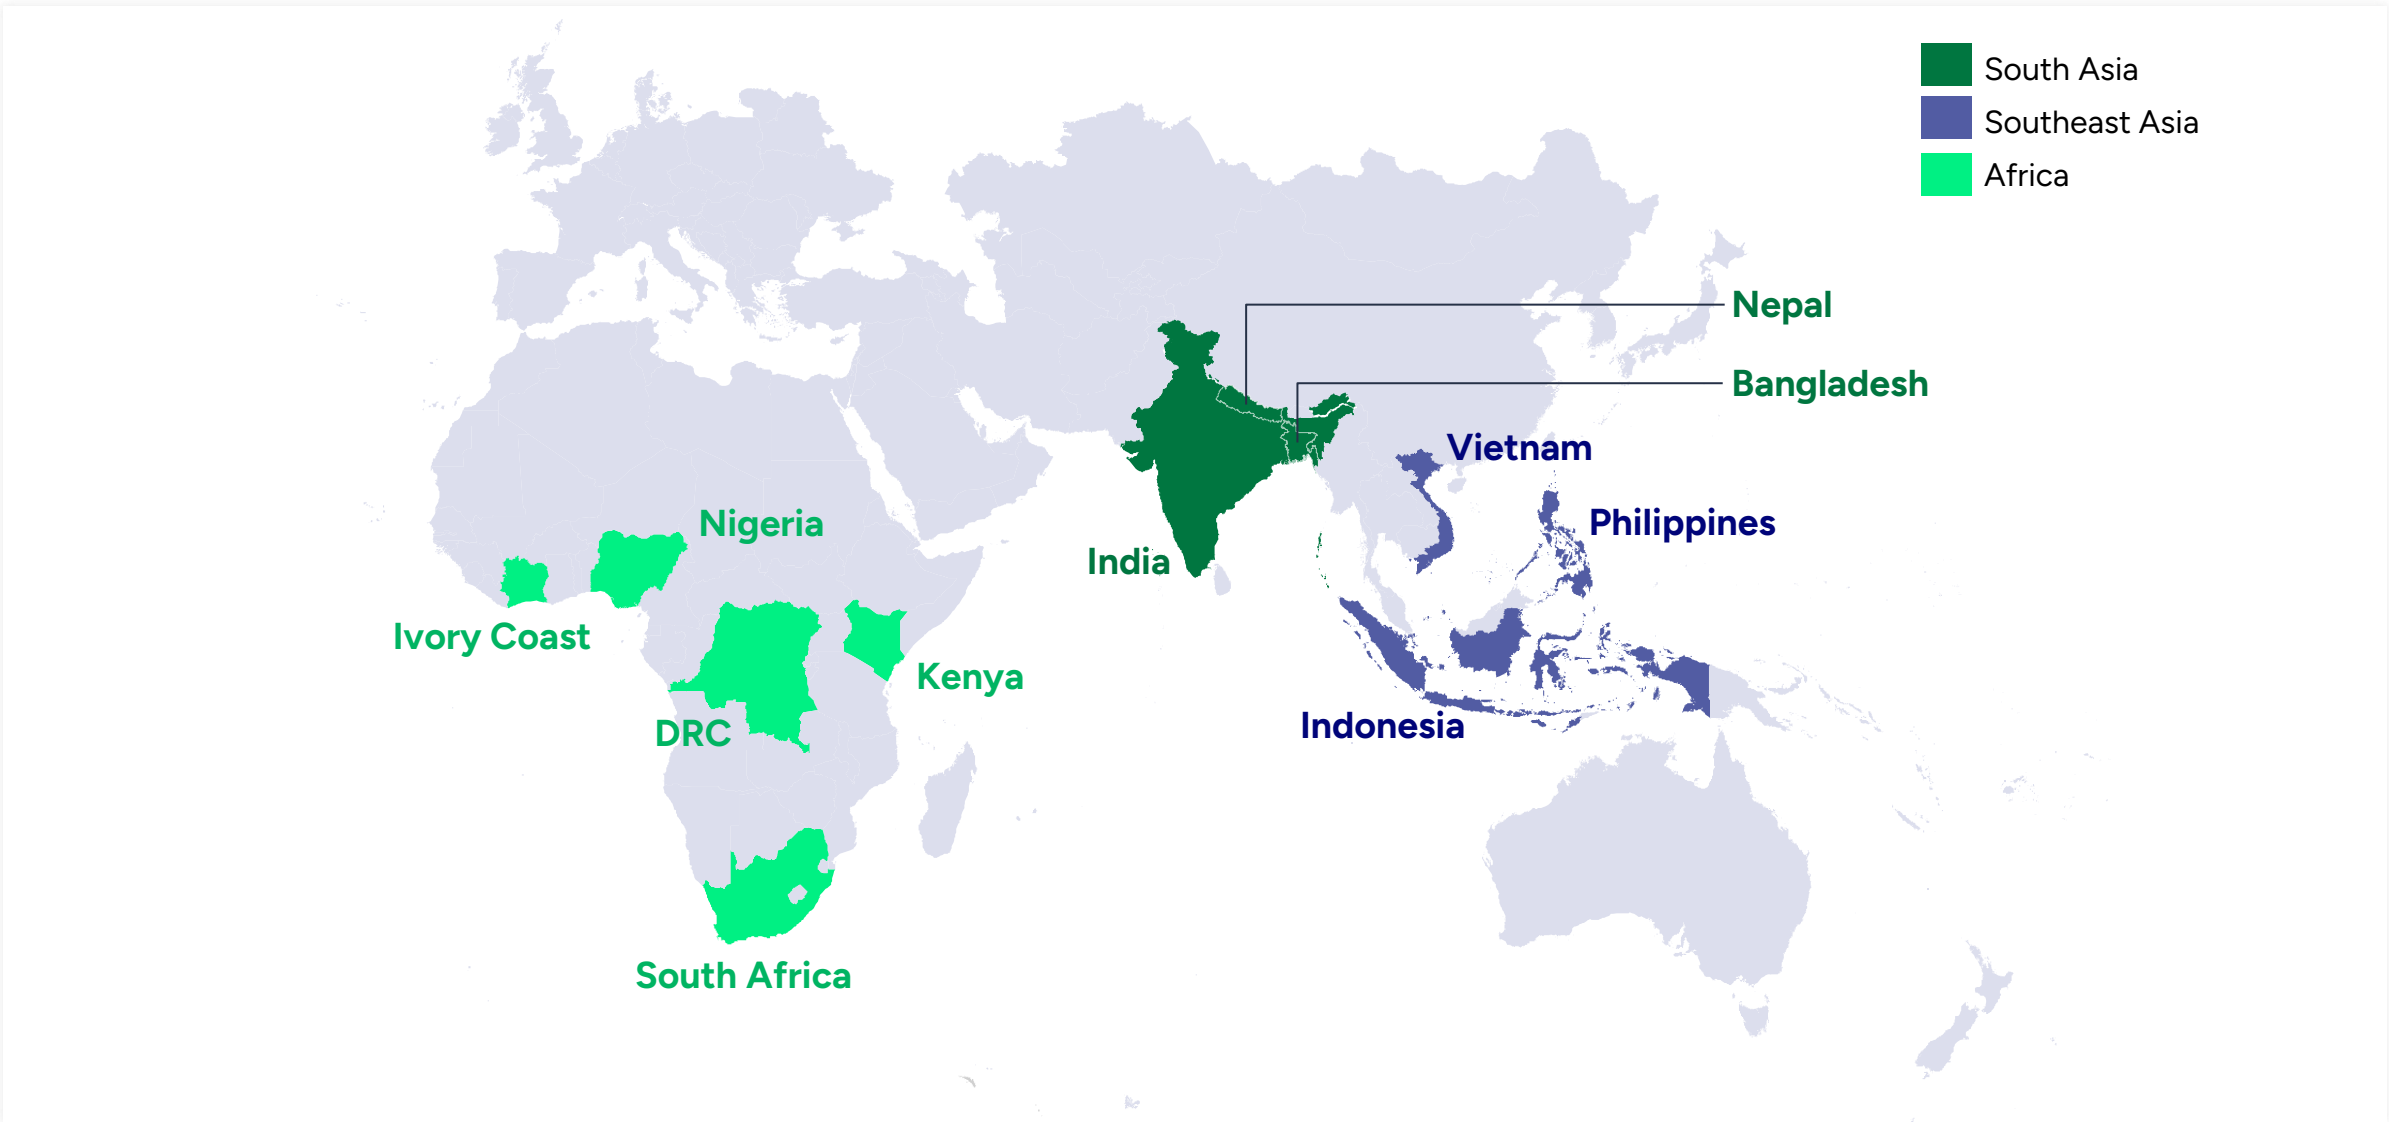 South Asia
Southeast Asia
Africa
Nepal
Bangladesh
Vietnam
Philippines
Nigeria
India
Ivory Coast
Kenya
DRC
Indonesia
South Africa